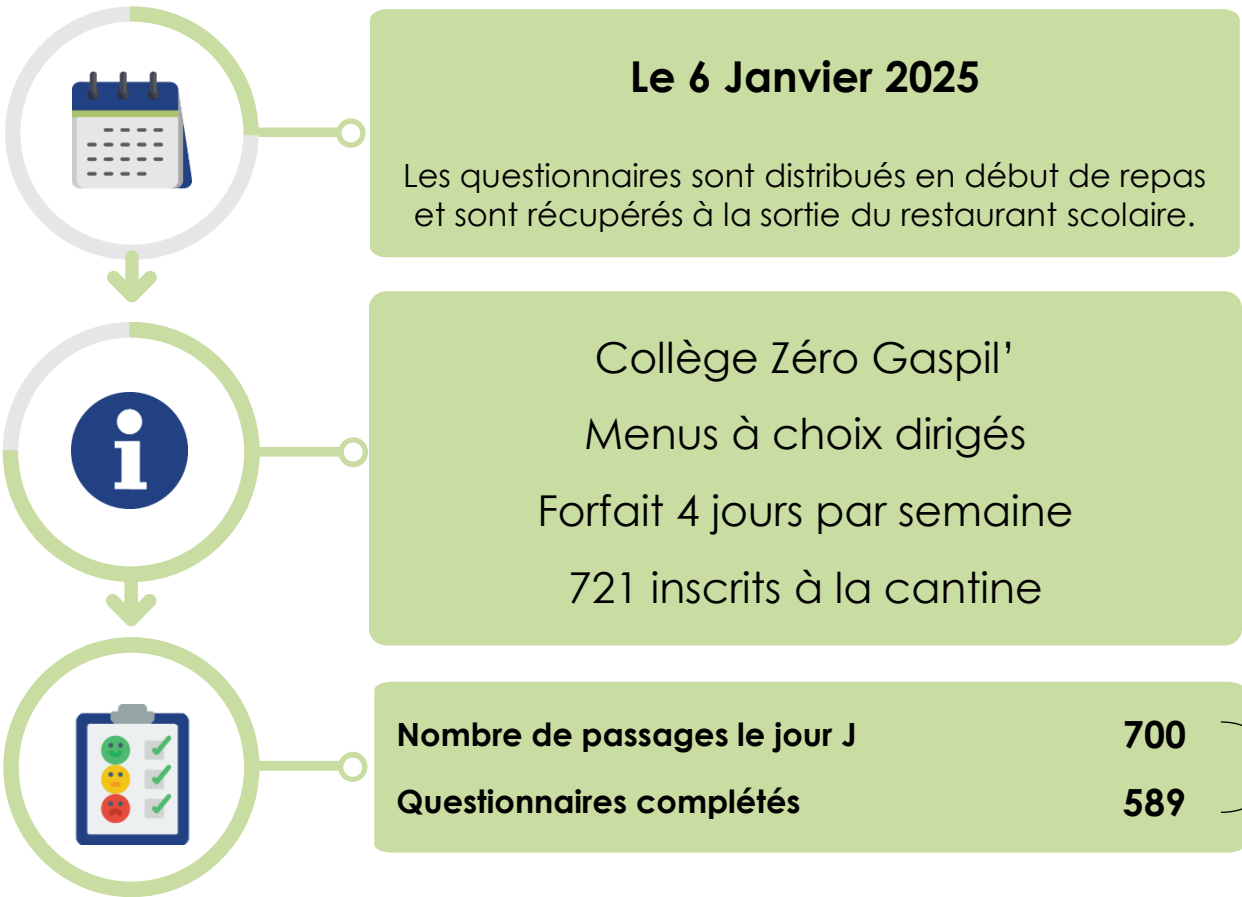 Le 6 Janvier 2025
Les questionnaires sont distribués en début de repas
et sont récupérés à la sortie du restaurant scolaire.
Collège Zéro Gaspil’
Menus à choix dirigés
Forfait 4 jours par semaine
721 inscrits à la cantine
Nombre de passages le jour J 700
Questionnaires complétés 589